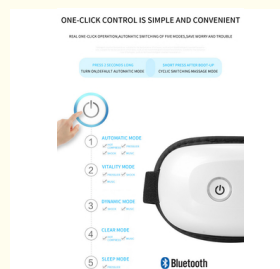 ONE-CLICK CONTROL IS SIMPLE AND CONVENIENT
REAL ONE-CLICK OPERATION,AUTOMATIC SWITCHING OF FIVE MODES,SAVE WORRY AND TROUBLE
PRESS 2 SECONDS LONG
TURN ON,DEFAULT AUTOMATIC MODE
SHORT PRESS AFTER BOOT-UP
CYCLIC SWITCHING MASSAGE MODE
1 AUTOMATIC MODE
2 VITALITY MODE
3 DYNAMIC MODE
4 CLEAR MODE
5 SLEEP MODE
Bluetooth